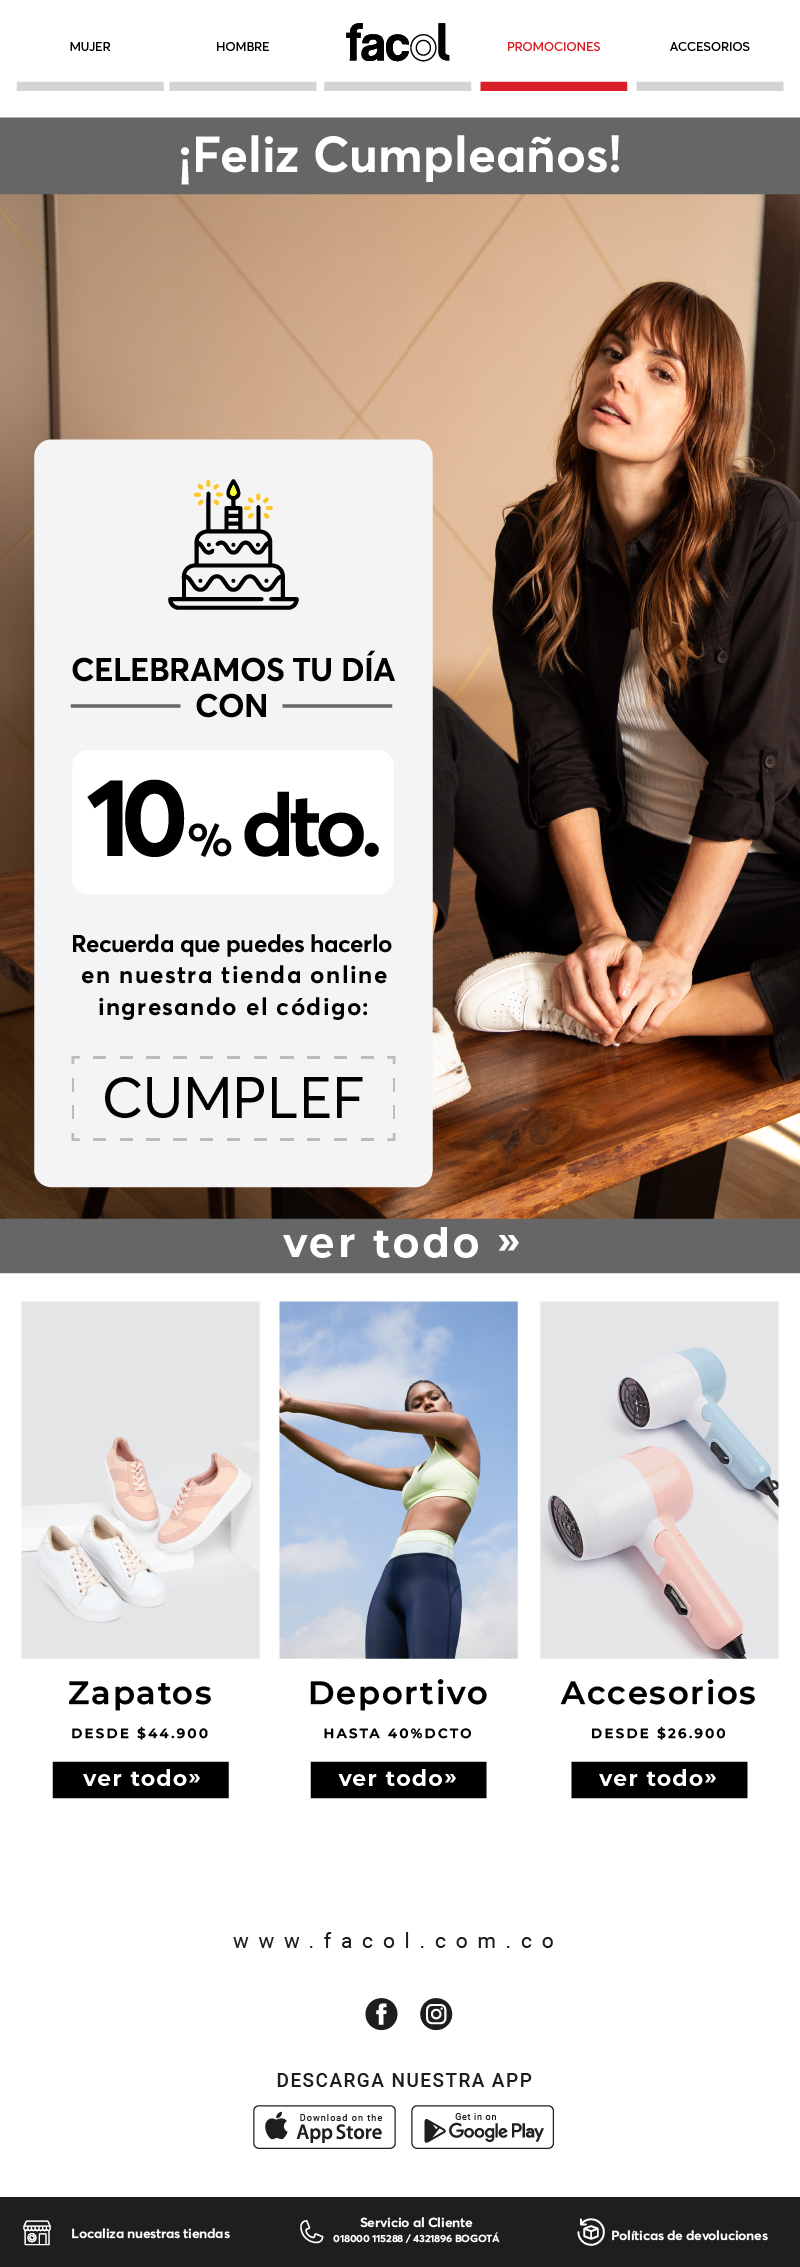 MUJER
HOMBRE
facol
PROMOCIONES
ACCESORIOS
¡Feliz Cumpleaños!
CELEBRAMOS TU DÍA
CON
10% dto.
Recuerda que puedes hacerlo
en nuestra tienda online
ingresando el código:
CUMPLEF
ver todo »
Zapatos
DESDE $44.900
ver todo»
Deportivo
HASTA 40%DCTO
ver todo»
Accesorios
DESDE $26.900
ver todo»
www.facol.com.co
DESCARGA NUESTRA APP
Download on the
App Store
Get in on
Google Play
Localiza nuestras tiendas
Servicio al Cliente
018000 115288 / 4321896 BOGOTÁ
Políticas de devoluciones